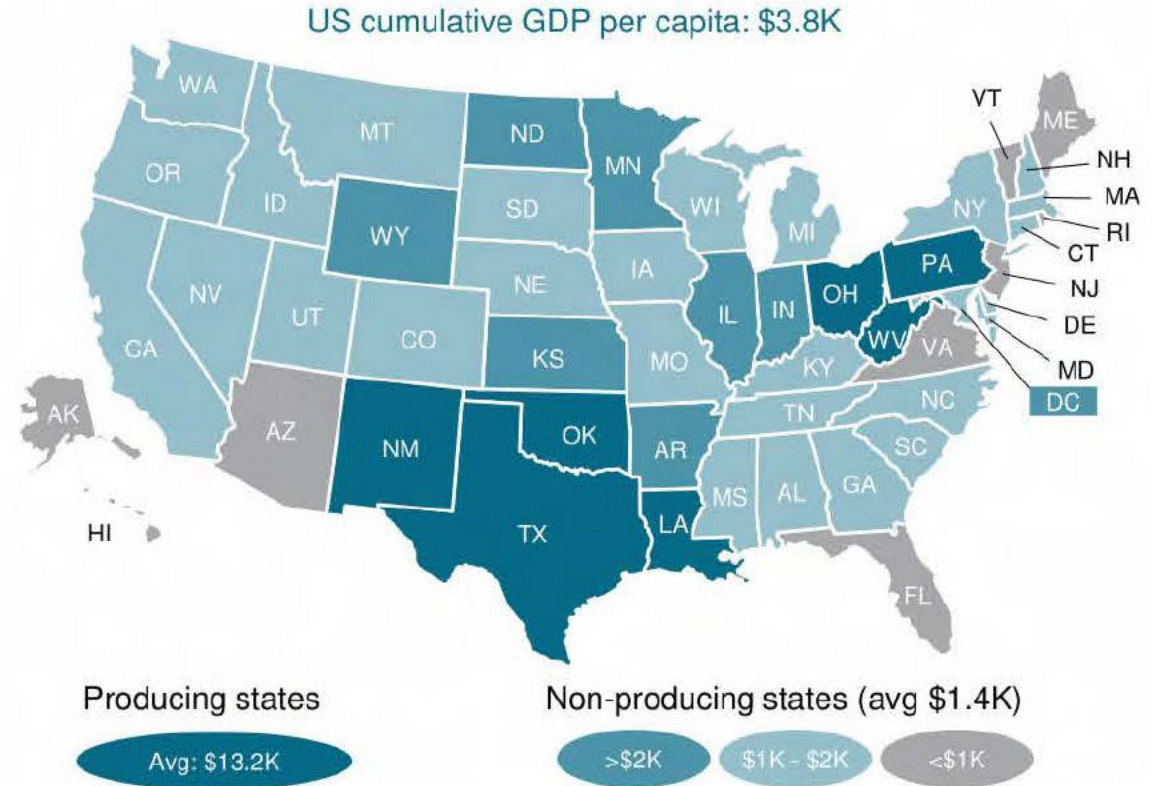 US cumulative GDP per capita: $3.8K
WA
MT
ND
MN
VT
ME
OR
ID
WY
SD
WI
MI
NY
NH
MA
RI
CT
NJ
DE
MD
DC
NV
UT
CO
NE
IA
IL
IN
OH
PA
CA
KS
MO
KY
WV
VA
AK
AZ
NM
OK
AR
TN
NC
SC
HI
TX
LA
MS
AL
GA
FL
Producing states
Non-producing states (avg $1.4K)
Avg: $13.2K
>$2K
$1K - $2K
<$1K